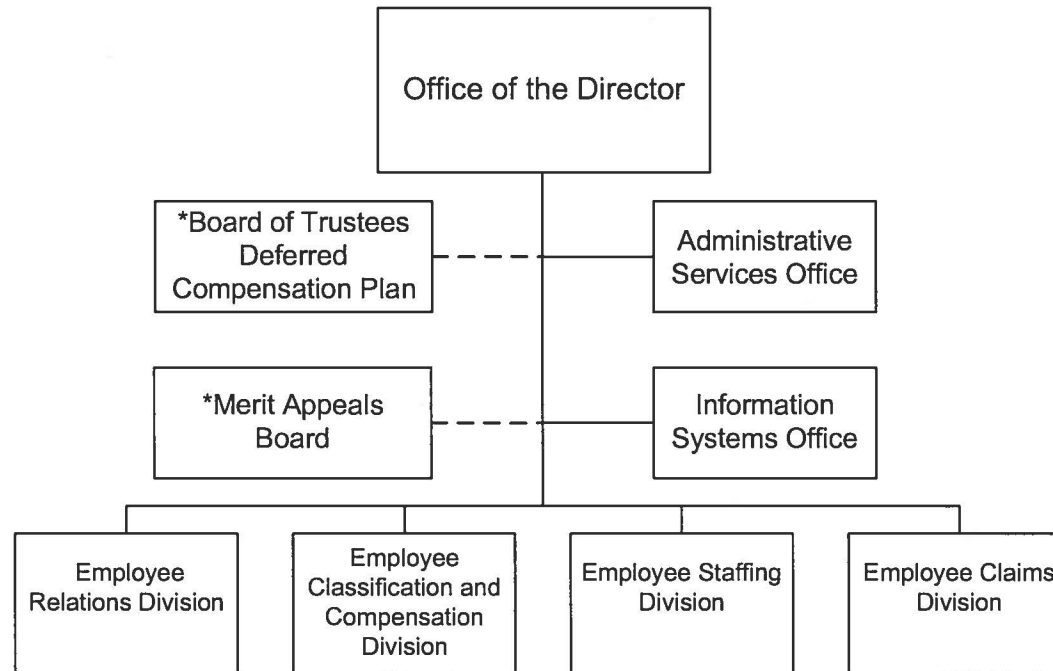 Office of the Director
*Board of Trustees
Deferred
Compensation Plan
Administrative
Services Office
*Merit Appeals
Board
Information
Systems Office
Employee
Relations Division
Employee
Classification and
Compensation
Division
Employee Staffing
Division
Employee Claims
Division